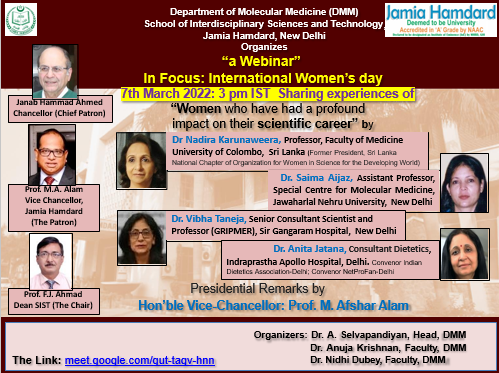 Department of Molecular Medicine (DMM)
School of Interdisciplinary Sciences and Technology,
Jamia Hamdard, New Delhi
Organizes
“a Webinar”
In Focus: International Women’s day
Jamia Hamdard
Deemed to be University
Accredited in 'A' Grade by NAAC
7th March 2022: 3 pm IST Sharing experiences of
“Women who have had a profound
impact on their scientific career” by
Janab Hammad Ahmed
Chancellor (Chief Patron)
Dr Nadira Karunaweera, Professor, Faculty of Medicine
University of Colombo, Sri Lanka (Former President, Sri Lanka
National Chapter of Organization for Women in Science for the Developing World)
Prof. M.A. Alam
Vice Chancellor,
Jamia Hamdard
(The Patron)
Dr. Saima Aijaz, Assistant Professor,
Special Centre for Molecular Medicine,
Jawaharlal Nehru University, New Delhi
Dr. Vibha Taneja, Senior Consultant Scientist and
Professor (GRIPMER), Sir Gangaram Hospital, New Delhi
Dr. Anita Jatana, Consultant Dietetics,
Indraprastha Apollo Hospital, Delhi. Convenor Indian
Dietetics Association-Delhi; Convenor NetProFan-Delhi
Prof. F.J. Ahmad
Dean SIST (The Chair)
Presidential Remarks by
Hon'ble Vice-Chancellor: Prof. M. Afshar Alam
Organizers: Dr. A. Selvapandiyan, Head, DMM
Dr. Anuja Krishnan, Faculty, DMM
Dr. Nidhi Dubey, Faculty, DMM
The Link: meet.google.com/qut-taqv-hnn